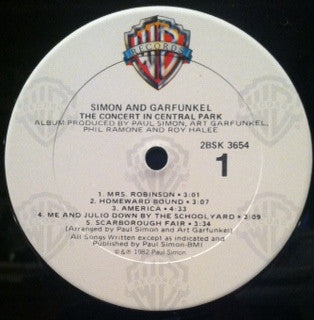 WB
RECORDS
SIMON AND GARFUNKEL
THE CONCERT IN CENTRAL PARK
ALBUM PRODUCED BY PAUL SIMON, ART GARFUNKEL,
PHIL RAMONE AND ROY HALEE
2BSK 3654
1
1. MRS. ROBINSON • 3:01
2. HOMEWARD BOUND • 3:07
3. AMERICA • 4:33
4. ME AND JULIO DOWN BY THE SCHOOLYARD • 3:09
5. SCARBOROUGH FAIR • 3:34
(Arranged by Paul Simon and Art Garfunkel)
All Songs written except as indicated and
Published by Paul Simon-BMI
©&℗ 1982 Paul Simon